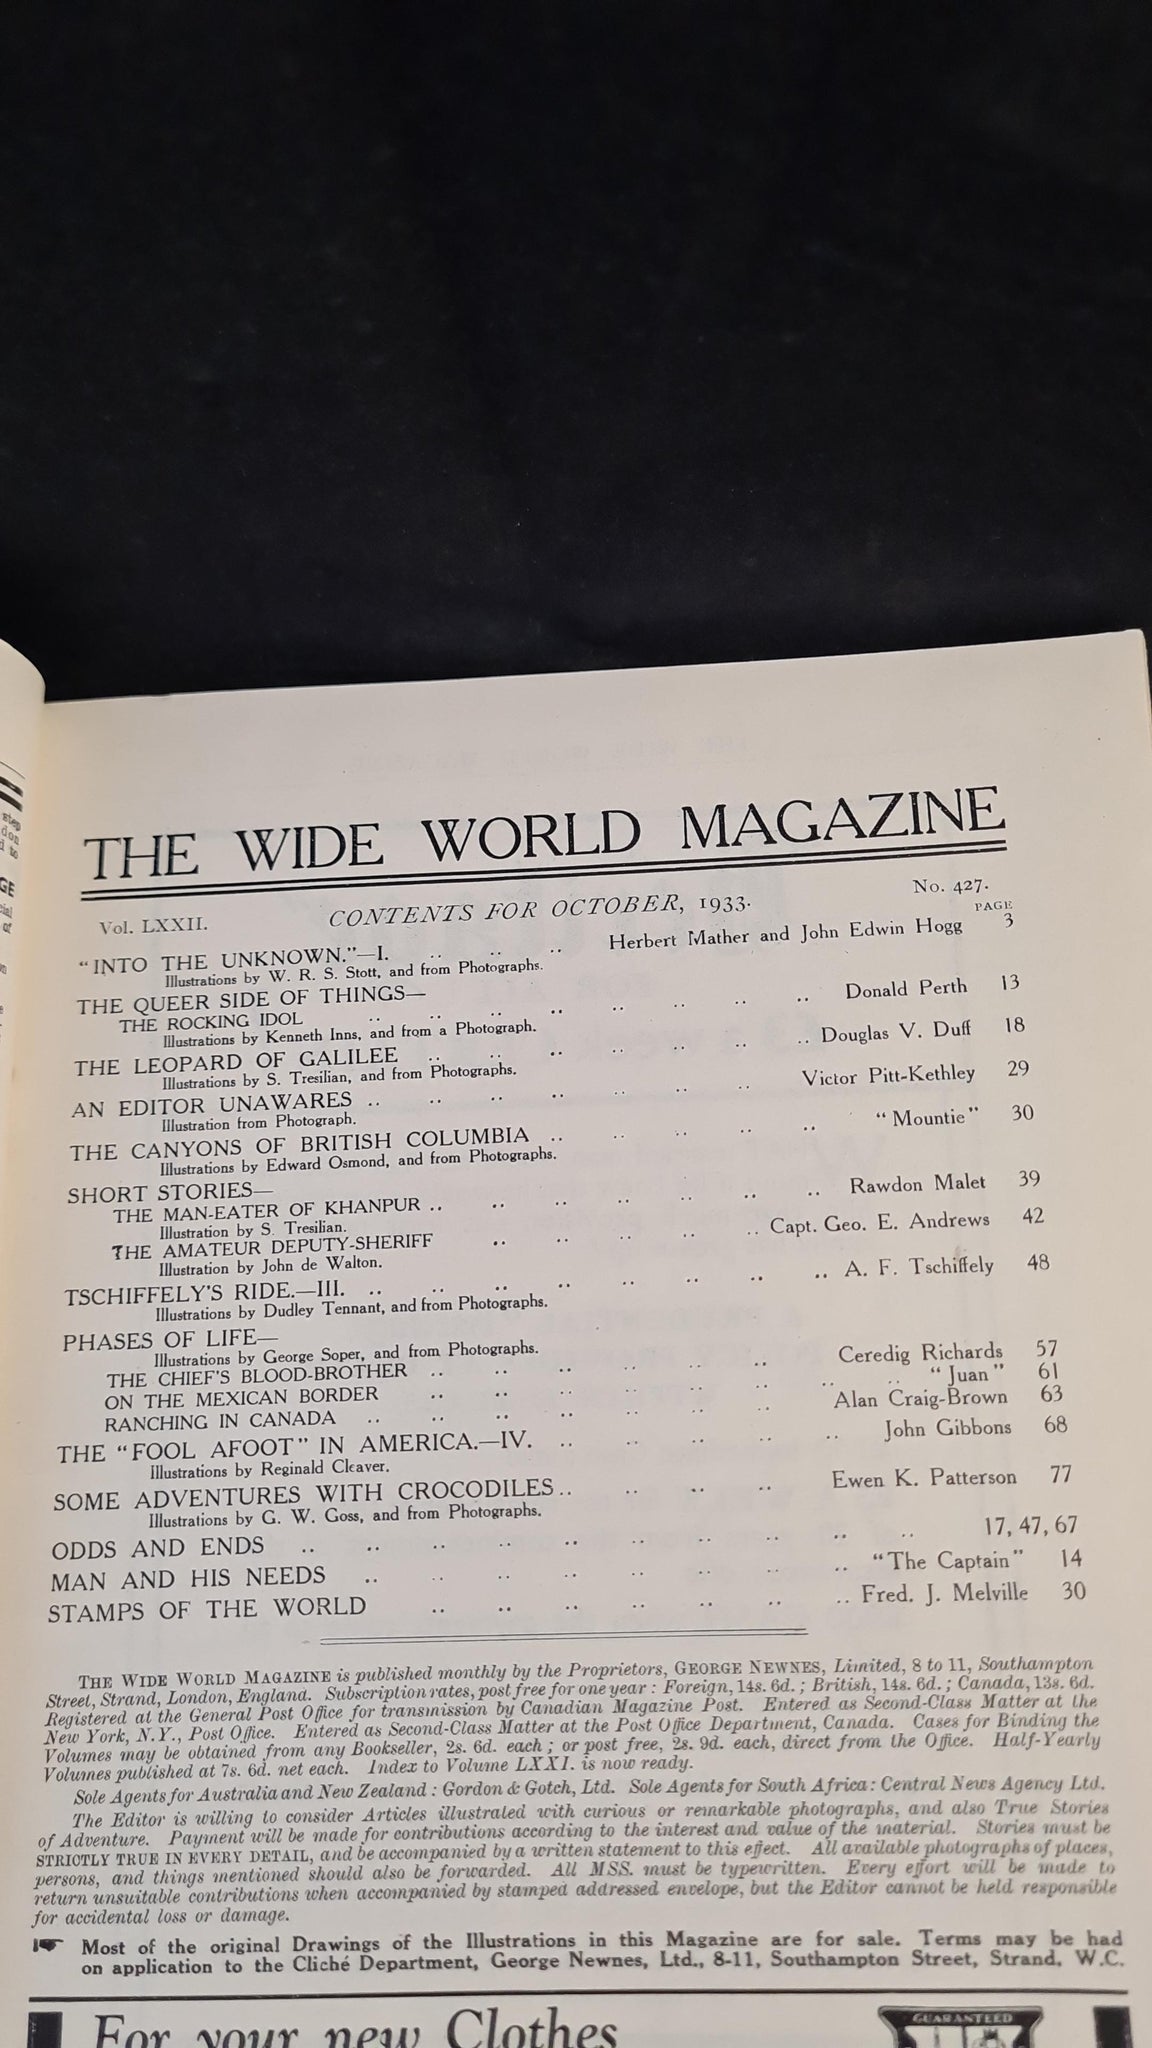 step
don
d to
GE
cial
of
THE WIDE WORLD MAGAZINE
Vol. LXXII.
CONTENTS FOR OCTOBER, 1933.
No. 427.
PAGE
"INTO THE UNKNOWN."—I. .. .. .. Herbert Mather and John Edwin Hogg 3
Illustrations by W. R. S. Stott, and from Photographs.
THE QUEER SIDE OF THINGS—
THE ROCKING IDOL .. .. .. .. .. .. .. .. Donald Perth 13
Illustrations by Kenneth Inns, and from a Photograph.
THE LEOPARD OF GALILEE .. .. .. .. .. .. .. Douglas V. Duff 18
Illustrations by S. Tresilian, and from Photographs.
AN EDITOR UNAWARES .. .. .. .. .. .. .. Victor Pitt-Kethley 29
Illustration from Photograph.
THE CANYONS OF BRITISH COLUMBIA .. .. .. .. .. "Mountie" 30
Illustrations by Edward Osmond, and from Photographs.
SHORT STORIES—
THE MAN-EATER OF KHANPUR .. .. .. .. .. .. .. Rawdon Malet 39
Illustration by S. Tresilian.
THE AMATEUR DEPUTY-SHERIFF .. .. .. .. .. Capt. Geo. E. Andrews 42
Illustration by John de Walton.
TSCHIFFELY'S RIDE.—III. .. .. .. .. .. .. .. .. A. F. Tschiffely 48
Illustrations by Dudley Tennant, and from Photographs.
PHASES OF LIFE—
Illustrations by George Soper, and from Photographs.
THE CHIEF'S BLOOD-BROTHER .. .. .. .. .. .. Ceredig Richards 57
ON THE MEXICAN BORDER .. .. .. .. .. .. .. .. "Juan" 61
RANCHING IN CANADA .. .. .. .. .. .. .. Alan Craig-Brown 63
THE "FOOL AFOOT" IN AMERICA.—IV. .. .. .. .. .. John Gibbons 68
Illustrations by Reginald Cleaver.
SOME ADVENTURES WITH CROCODILES .. .. .. .. Ewen K. Patterson 77
Illustrations by G. W. Goss, and from Photographs.
ODDS AND ENDS .. .. .. .. .. .. .. .. .. .. 17, 47, 67
MAN AND HIS NEEDS .. .. .. .. .. .. .. .. "The Captain" 14
STAMPS OF THE WORLD .. .. .. .. .. .. .. Fred. J. Melville 30
THE WIDE WORLD MAGAZINE is published monthly by the Proprietors, GEORGE NEWNES, Limited, 8 to 11, Southampton
Street, Strand, London, England. Subscription rates, post free for one year : Foreign, 14s. 6d. ; British, 14s. 6d. ; Canada, 13s. 6d.
Registered at the General Post Office for transmission by Canadian Magazine Post. Entered as Second-Class Matter at the
New York, N.Y., Post Office. Entered as Second-Class Matter at the Post Office Department, Canada. Cases for Binding the
Volumes may be obtained from any Bookseller, 2s. 6d. each ; or post free, 2s. 9d. each, direct from the Office. Half-Yearly
Volumes published at 7s. 6d. net each. Index to Volume LXXI. is now ready.
Sole Agents for Australia and New Zealand : Gordon & Gotch, Ltd. Sole Agents for South Africa : Central News Agency Ltd.
The Editor is willing to consider Articles illustrated with curious or remarkable photographs, and also True Stories
of Adventure. Payment will be made for contributions according to the interest and value of the material. Stories must be
STRICTLY TRUE IN EVERY DETAIL, and be accompanied by a written statement to this effect. All available photographs of places,
persons, and things mentioned should also be forwarded. All MSS. must be typewritten. Every effort will be made to
return unsuitable contributions when accompanied by stamped addressed envelope, but the Editor cannot be held responsible
for accidental loss or damage.
Most of the original Drawings of the Illustrations in this Magazine are for sale. Terms may be had
on application to the Cliché Department, George Newnes, Ltd., 8-11, Southampton Street, Strand, W.C.
For your new Clothes
GUARANTEED